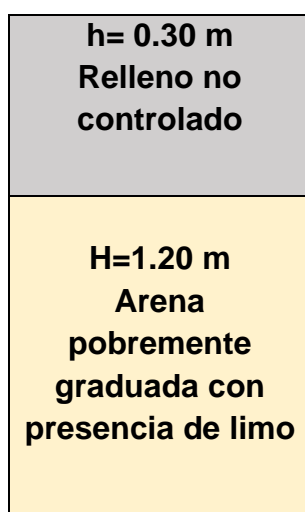 h= 0.30 m
Relleno no
controlado
H=1.20 m
Arena
pobremente
graduada con
presencia de limo